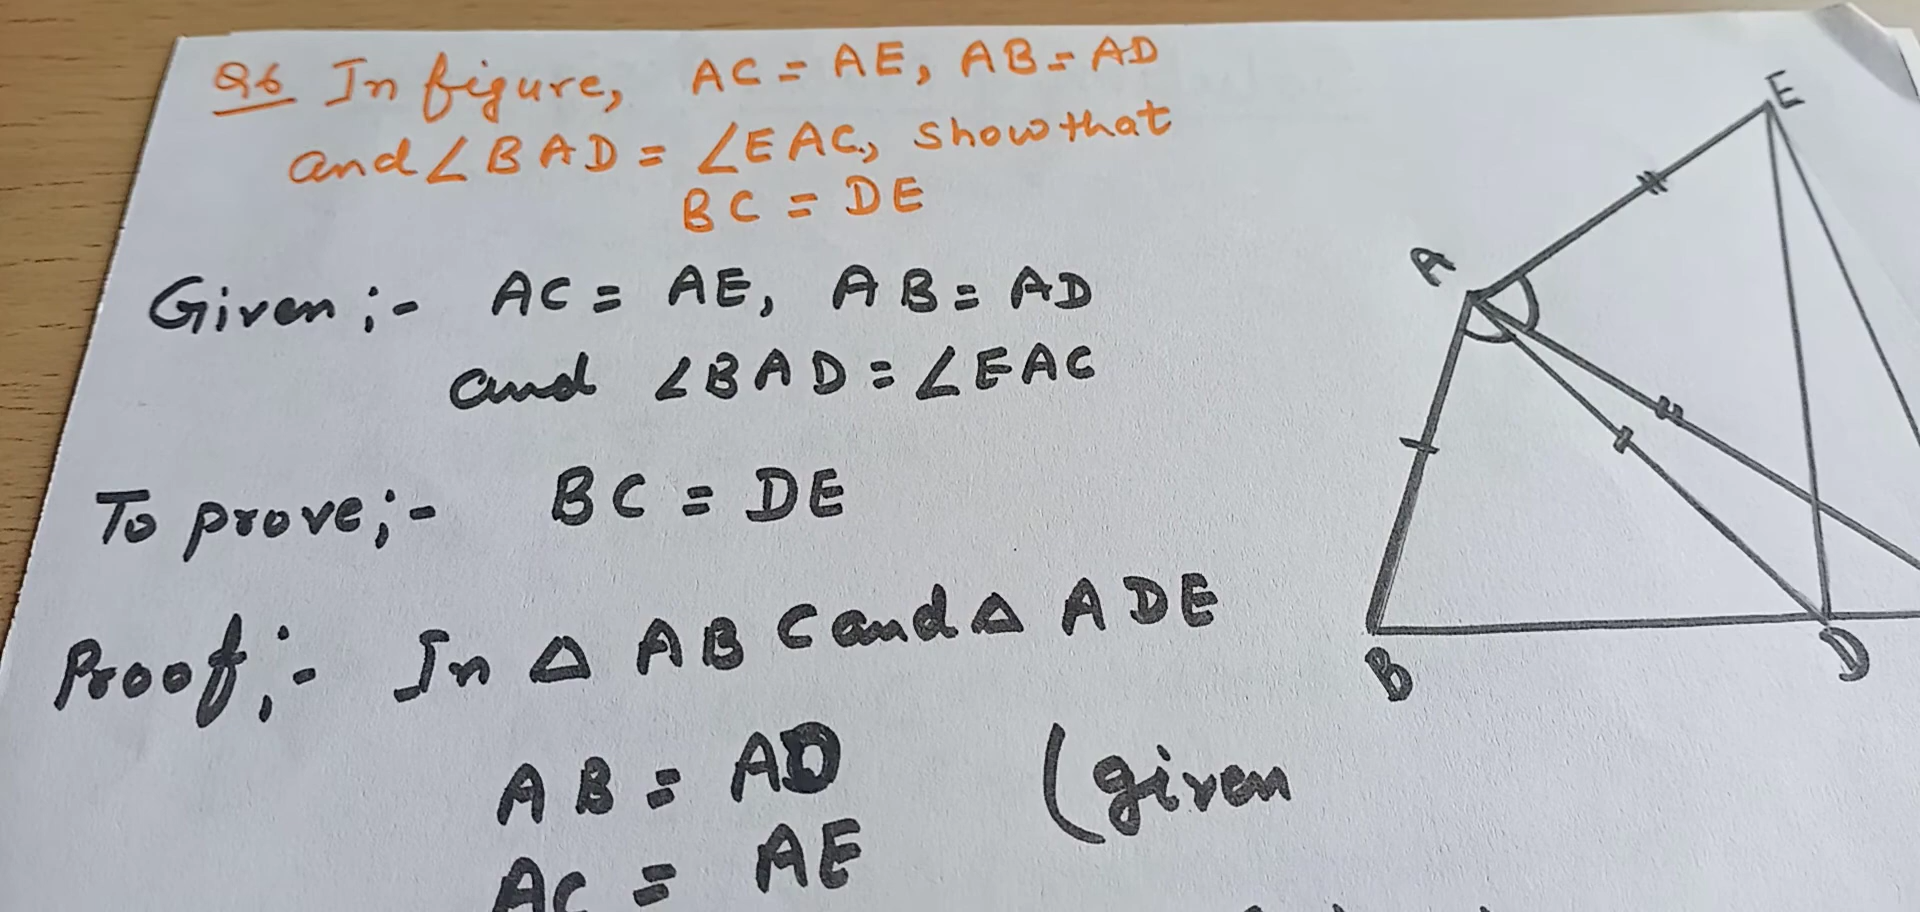 Q6 In figure, AC = AE, AB = AD
and ∠BAD = ∠EAC, show that
BC = DE
Given ;- AC = AE, AB = AD
and ∠BAD = ∠EAC
To prove ;- BC = DE
Proof ;- In △ ABC and △ ADE
AB = AD (given
AC = AE
E
A
B
D